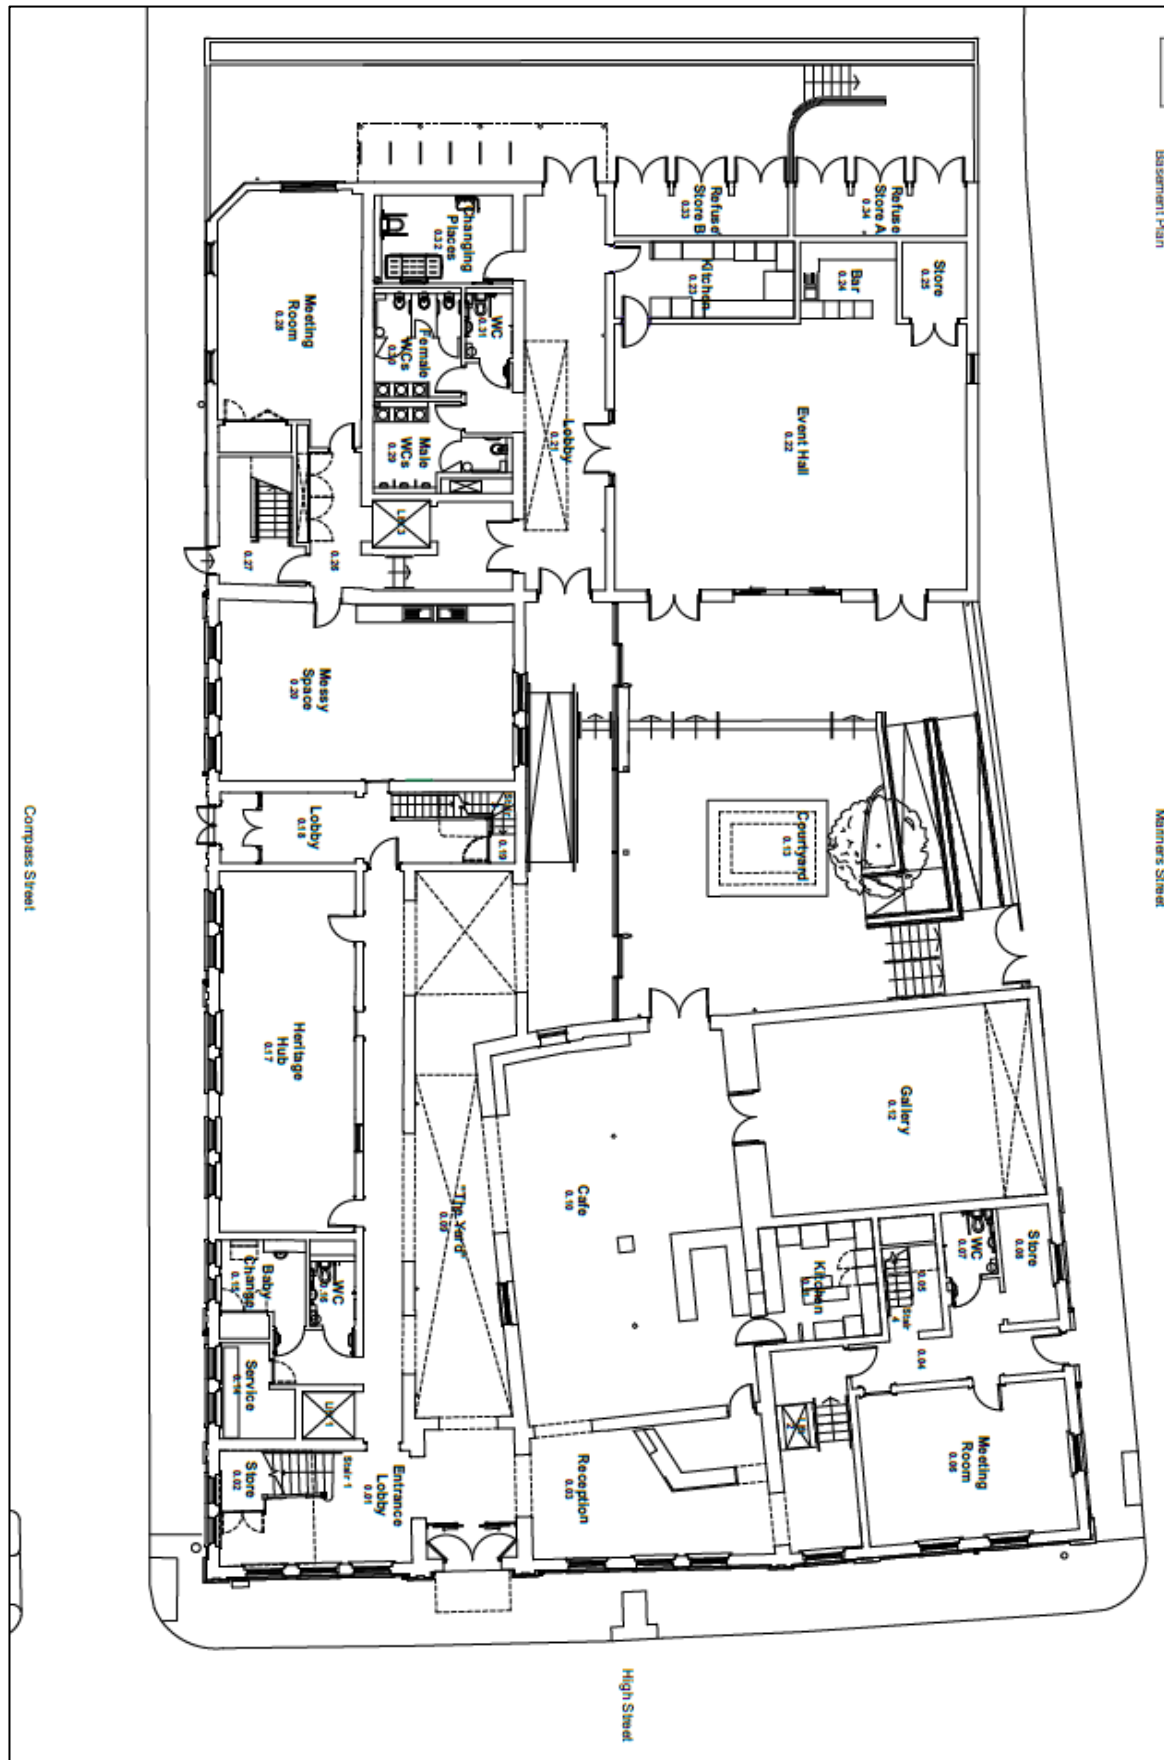 Basement Plan
Manners Street
Compass Street
High Street
Refuse
Store A
0.34
Refuse
Store B
0.33
Store
0.25
Bar
0.24
Kitchen
0.23
Event Hall
0.22
Lobby
0.21
Changing
Places
0.32
WC
0.31
Female
WCs
0.30
Male
WCs
0.29
Meeting
Room
0.28
0.27
0.26
Messy
Space
0.20
0.19
Lobby
0.18
Courtyard
0.13
Heritage
Hub
0.17
"The Yard"
0.09
Cafe
0.10
Gallery
0.12
Kitchen
Store
0.08
WC
0.07
0.05
Stair
4
0.04
Meeting
Room
0.06
WC
0.16
Baby
Change
0.15
Service
0.14
Stair 1
Store
0.02
Entrance
Lobby
0.01
Reception
0.03